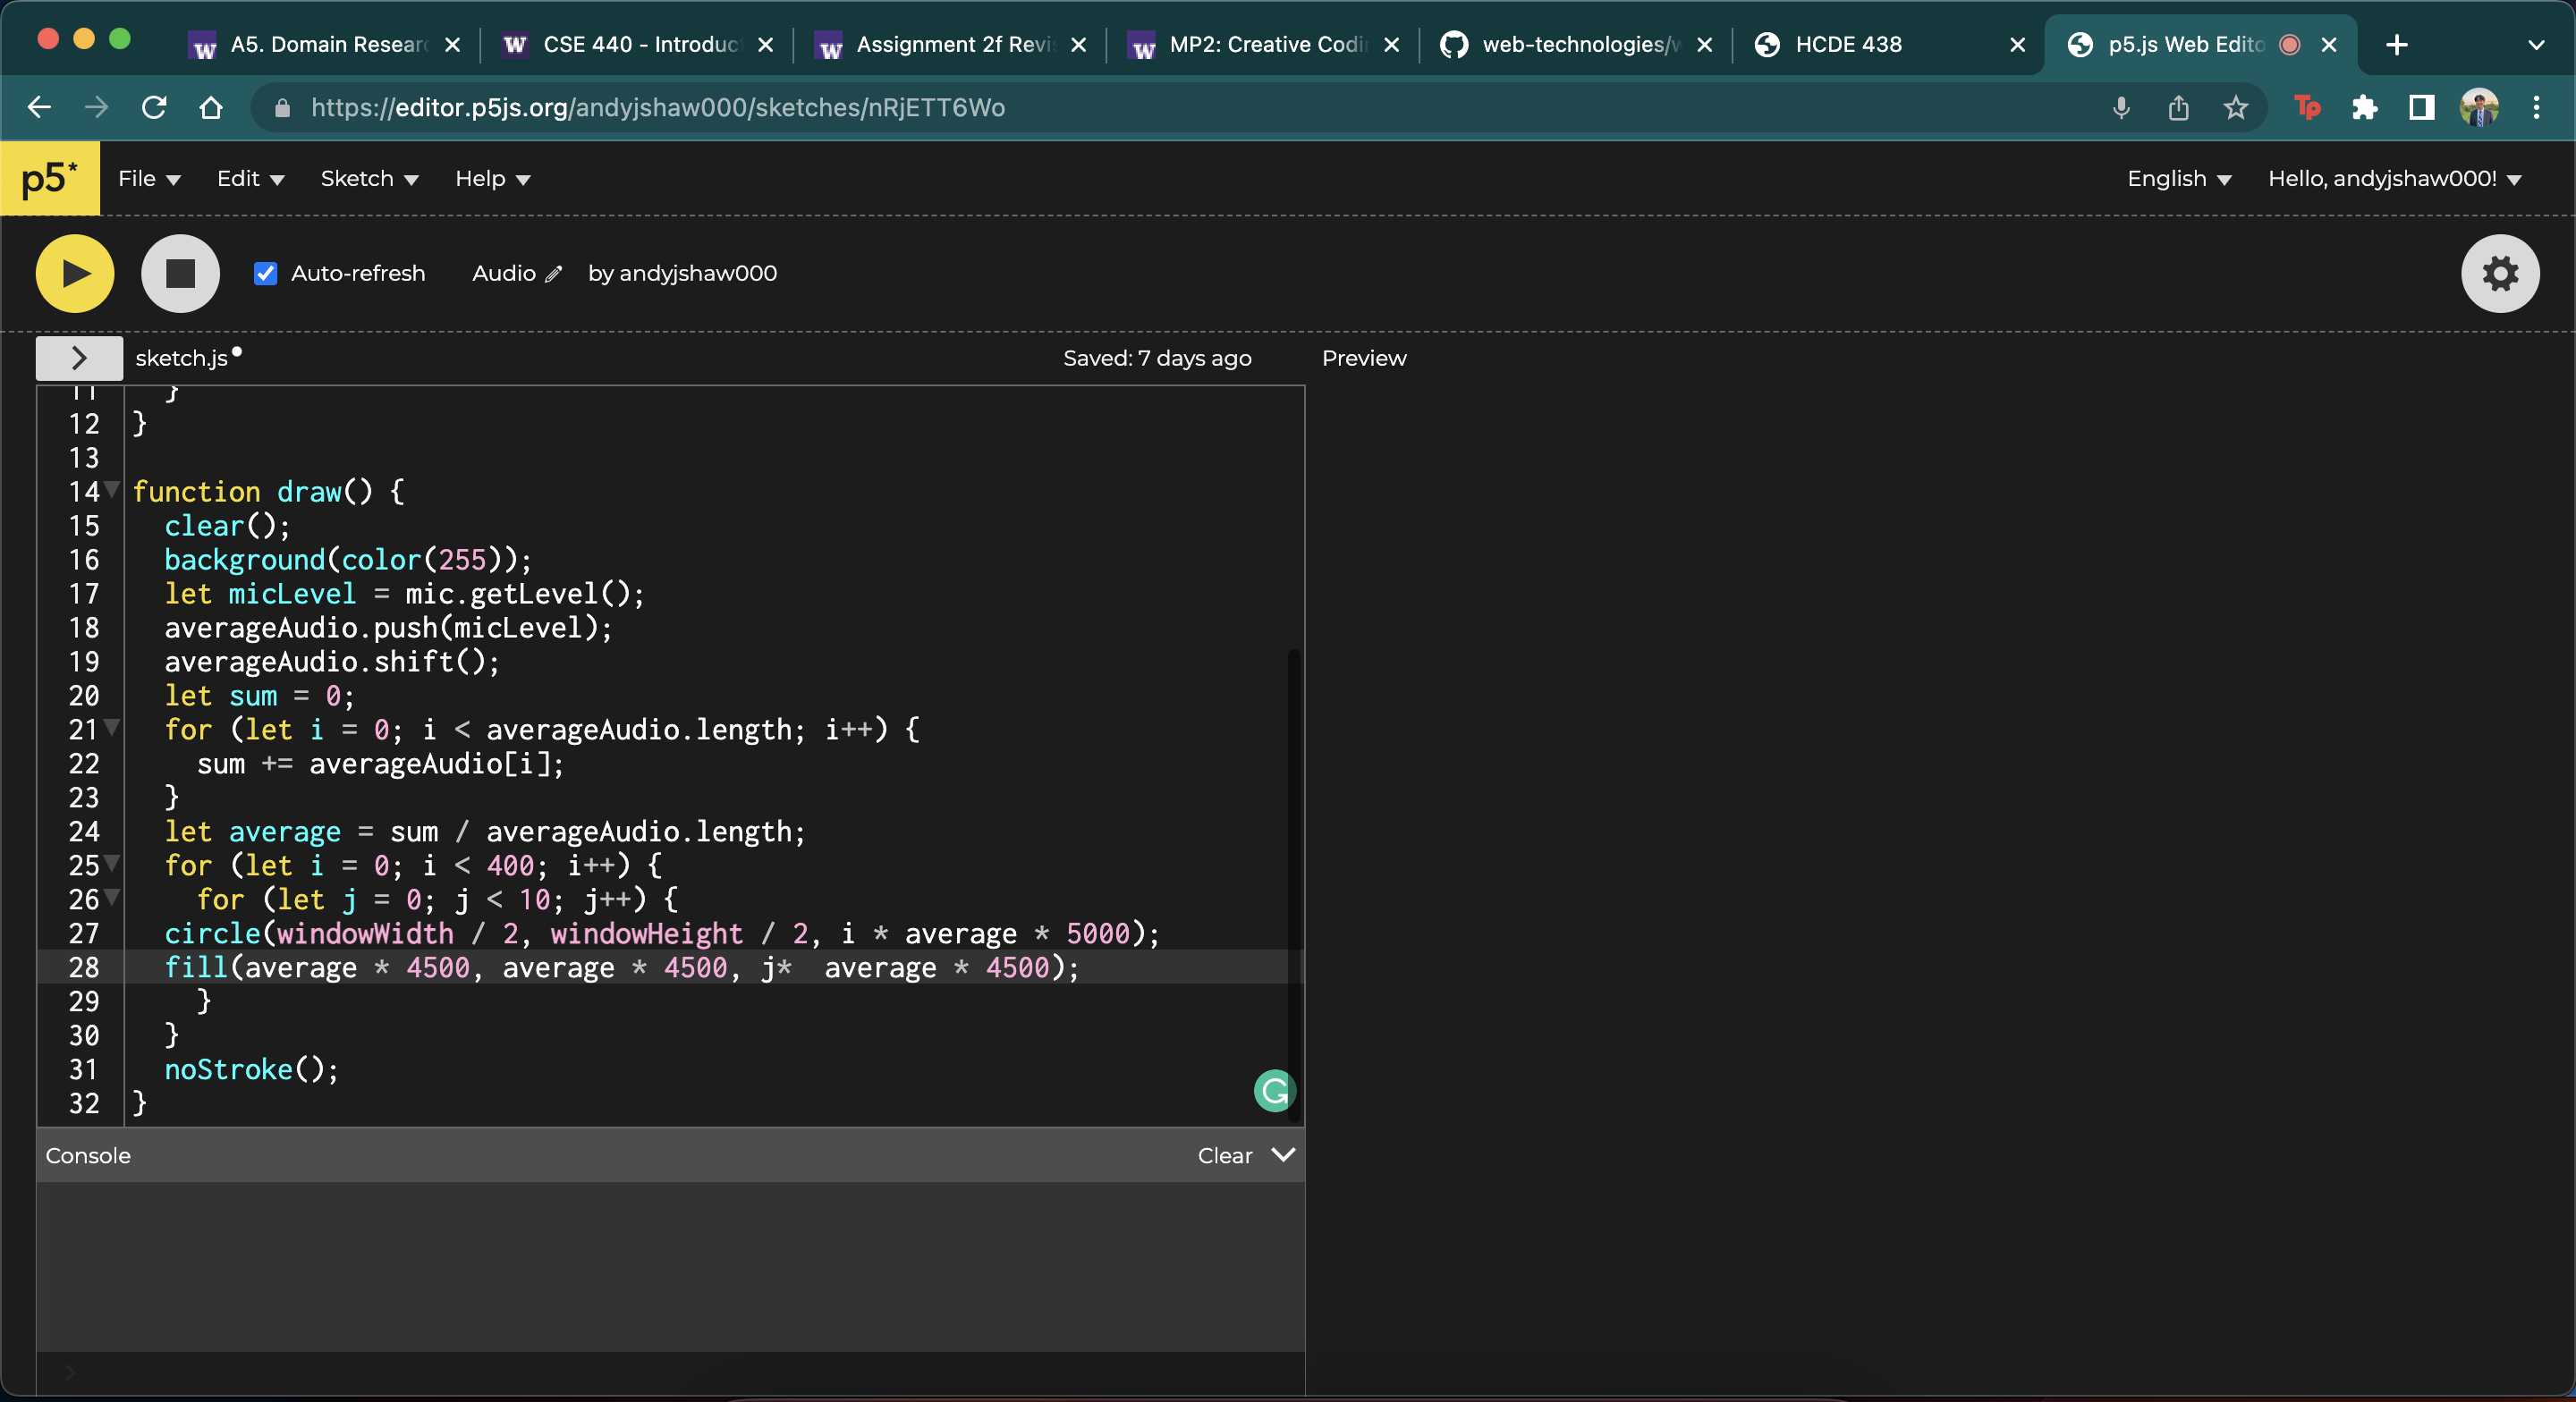 A5. Domain Resear
CSE 440 - Introduc
Assignment 2f Revi
MP2: Creative Codi
web-technologies/w
HCDE 438
p5.js Web Edito
https://editor.p5js.org/andyjshaw000/sketches/nRjETT6Wo
Tp
p5* File Edit Sketch Help English Hello, andyjshaw000!
Auto-refresh Audio by andyjshaw000
sketch.js Saved: 7 days ago Preview
11 }
12 }
13
14 function draw() {
15 clear();
16 background(color(255));
17 let micLevel = mic.getLevel();
18 averageAudio.push(micLevel);
19 averageAudio.shift();
20 let sum = 0;
21 for (let i = 0; i < averageAudio.length; i++) {
22 sum += averageAudio[i];
23 }
24 let average = sum / averageAudio.length;
25 for (let i = 0; i < 400; i++) {
26 for (let j = 0; j < 10; j++) {
27 circle(windowWidth / 2, windowHeight / 2, i * average * 5000);
28 fill(average * 4500, average * 4500, j*  average * 4500);
29 }
30 }
31 noStroke();
32 }
Console Clear